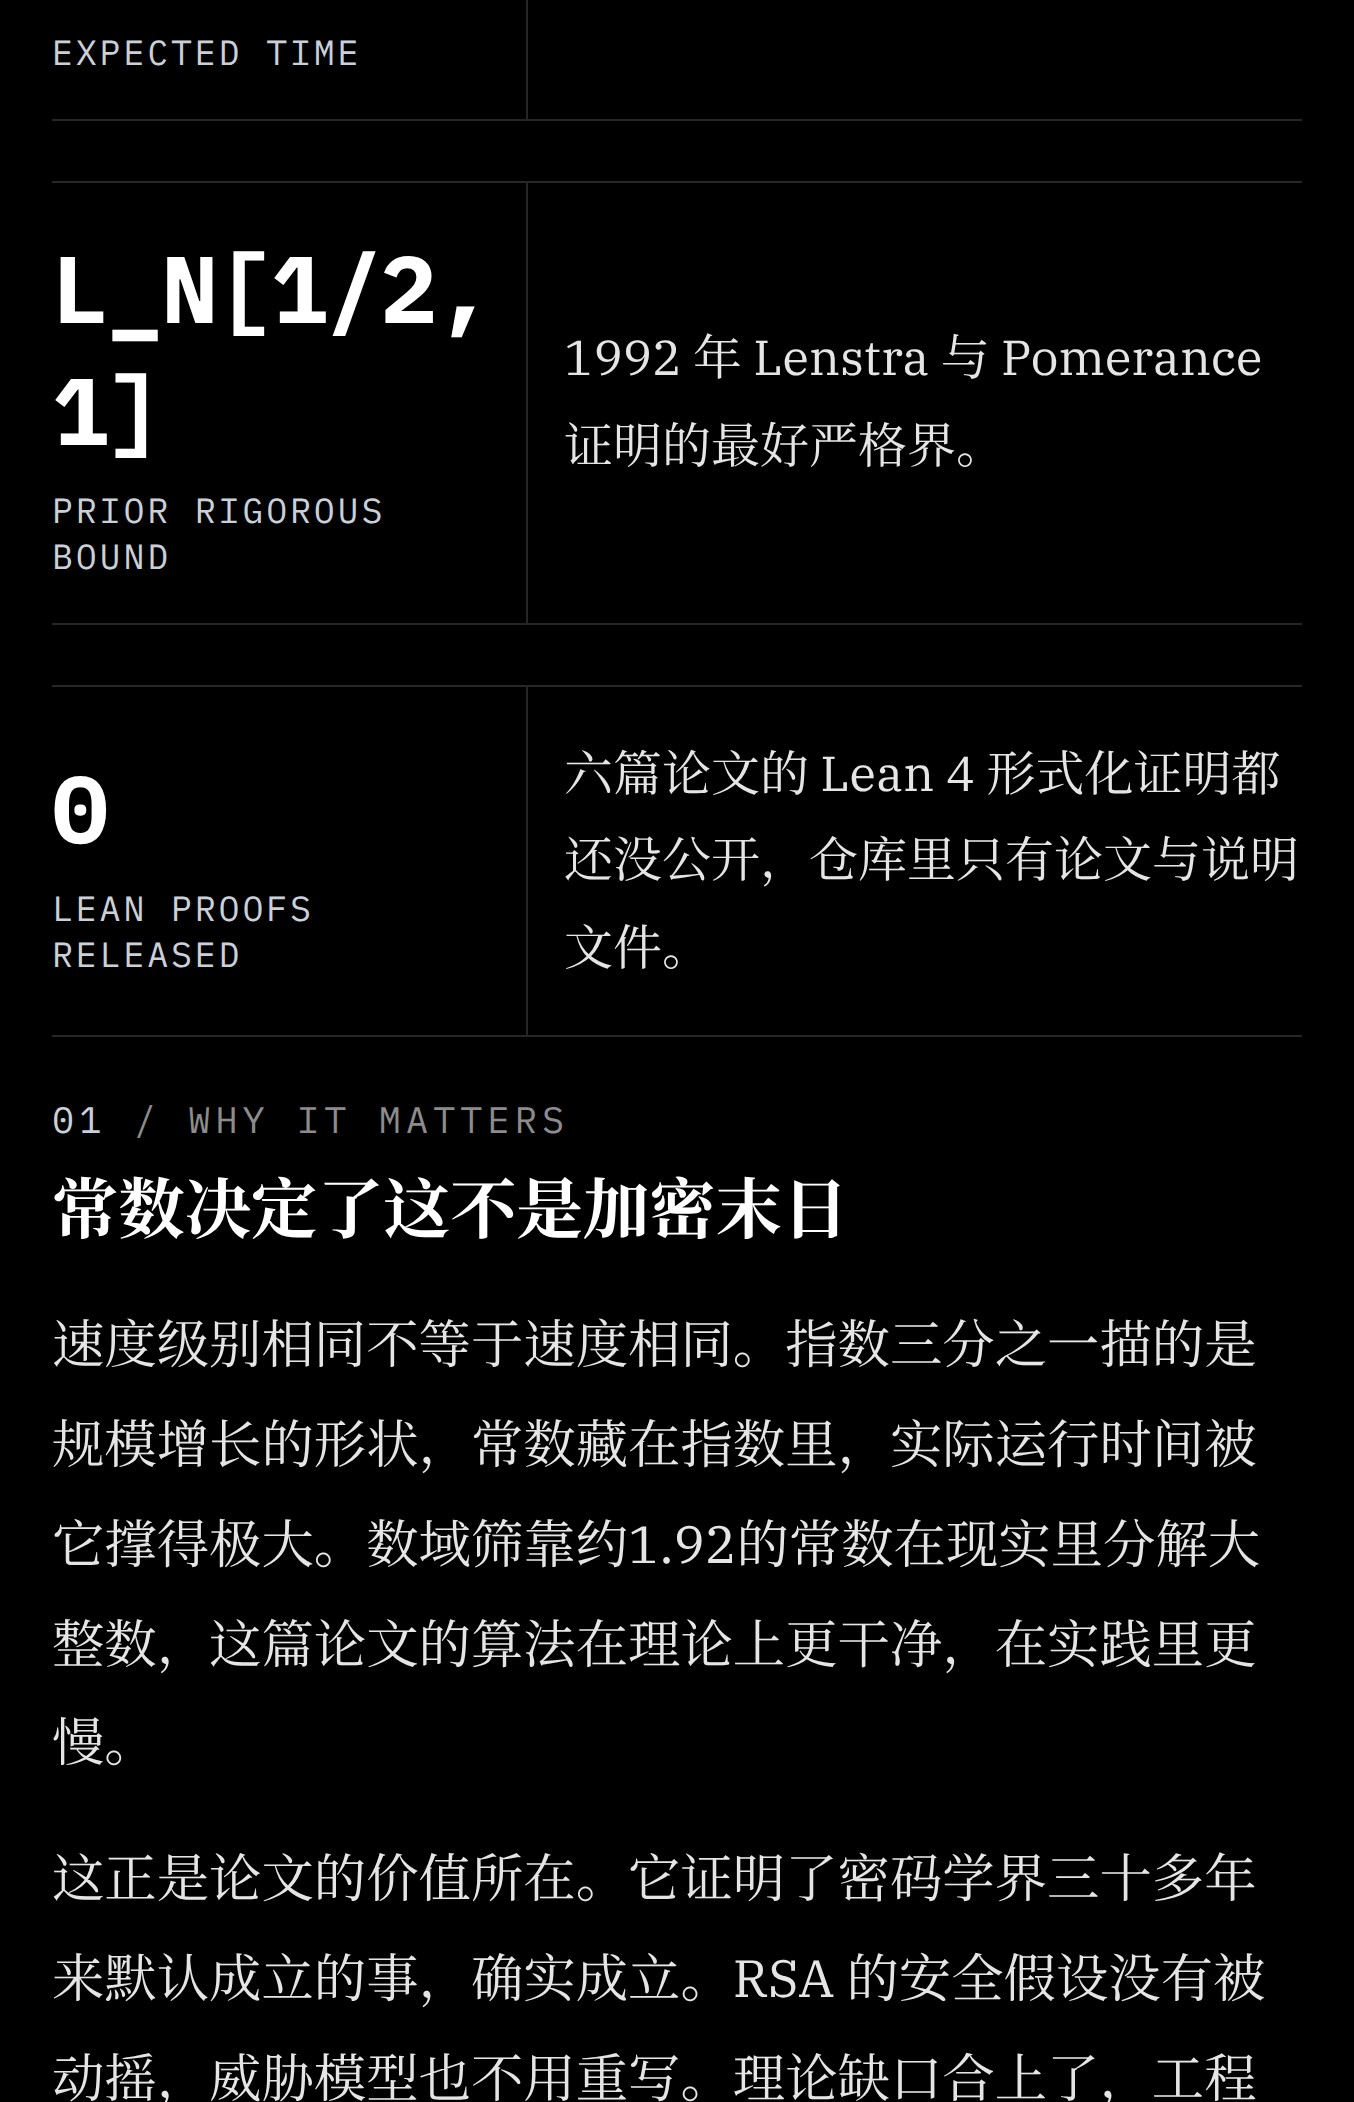 EXPECTED TIME
L_N[1/2,
1]
PRIOR RIGOROUS
BOUND
1992 年 Lenstra 与 Pomerance
证明的最好严格界。
0
LEAN PROOFS
RELEASED
六篇论文的 Lean 4 形式化证明都
还没公开，仓库里只有论文与说明
文件。
01 / WHY IT MATTERS
常数决定了这不是加密末日
速度级别相同不等于速度相同。指数三分之一描的是
规模增长的形状，常数藏在指数里，实际运行时间被
它撑得极大。数域筛靠约1.92的常数在现实里分解大
整数，这篇论文的算法在理论上更干净，在实践里更
慢。
这正是论文的价值所在。它证明了密码学界三十多年
来默认成立的事，确实成立。RSA 的安全假设没有被
动摇，威胁模型也不用重写。理论缺口合上了，工程